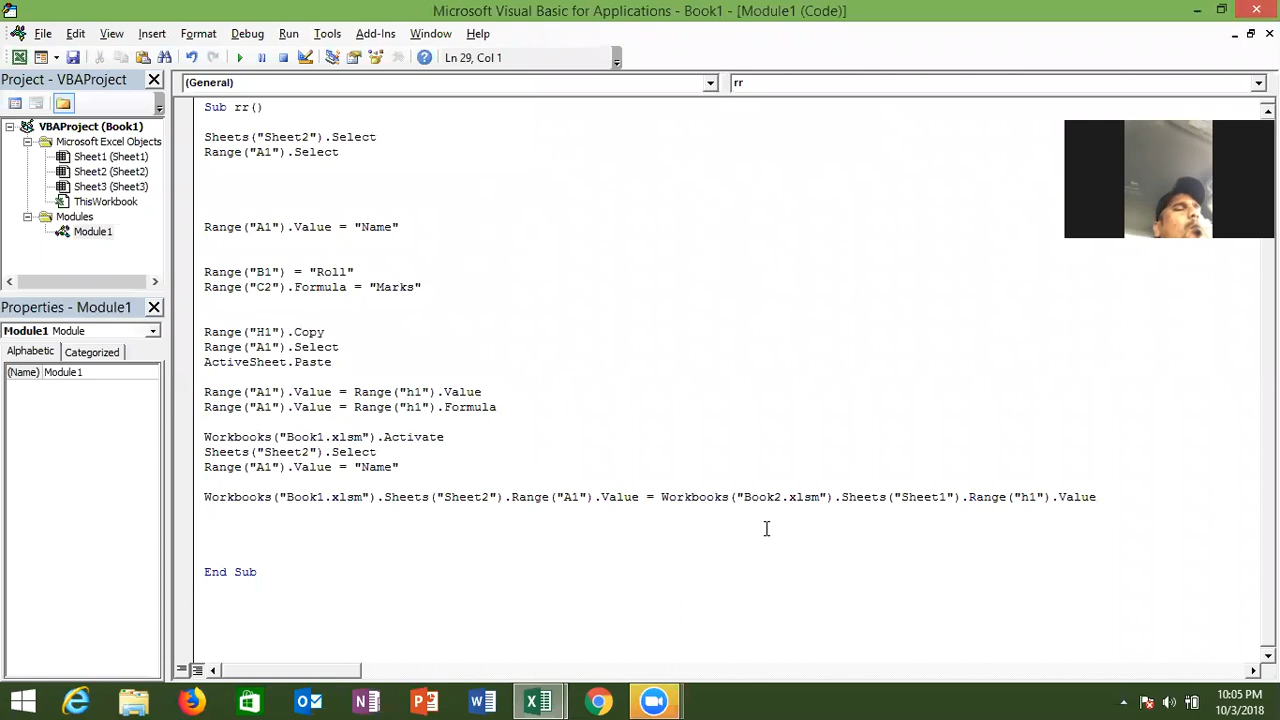 Microsoft Visual Basic for Applications - Book1 - [Module1 (Code)]
File Edit View Insert Format Debug Run Tools Add-Ins Window Help
Ln 29, Col 1
Project - VBAProject
(General)
rr
VBAProject (Book1)
Microsoft Excel Objects
Sheet1 (Sheet1)
Sheet2 (Sheet2)
Sheet3 (Sheet3)
ThisWorkbook
Modules
Module1
Properties - Module1
Module1 Module
Alphabetic Categorized
(Name) Module1
Sub rr()
Sheets("Sheet2").Select
Range("A1").Select
Range("A1").Value = "Name"
Range("B1") = "Roll"
Range("C2").Formula = "Marks"
Range("H1").Copy
Range("A1").Select
ActiveSheet.Paste
Range("A1").Value = Range("h1").Value
Range("A1").Value = Range("h1").Formula
Workbooks("Book1.xlsm").Activate
Sheets("Sheet2").Select
Range("A1").Value = "Name"
Workbooks("Book1.xlsm").Sheets("Sheet2").Range("A1").Value = Workbooks("Book2.xlsm").Sheets("Sheet1").Range("h1").Value
End Sub
10:05 PM
10/3/2018